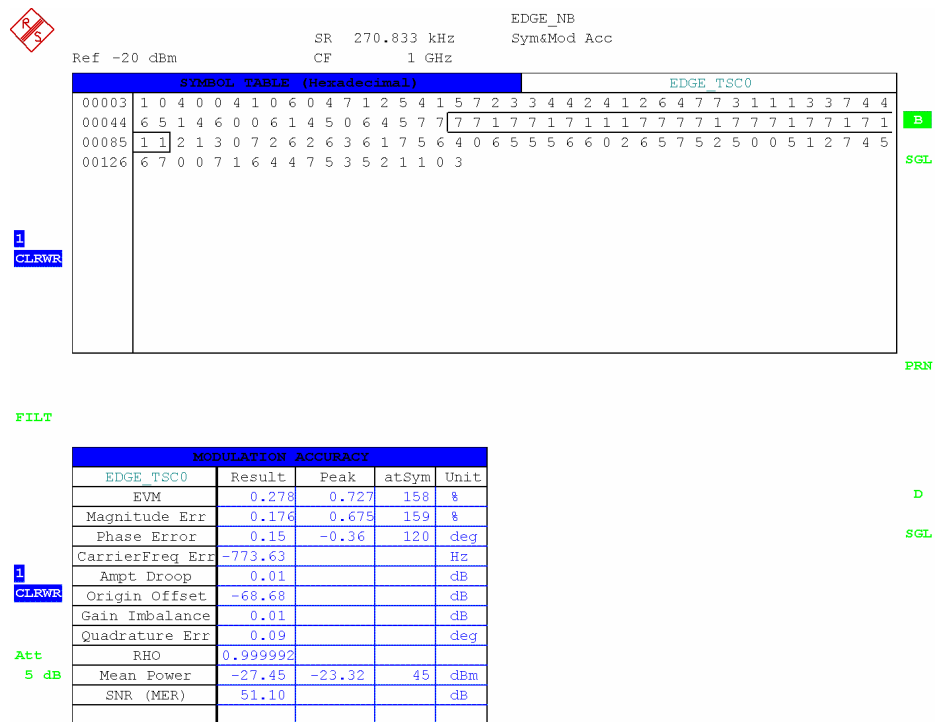 R S
EDGE_NB
SR 270.833 kHz Sym&Mod Acc
Ref -20 dBm CF 1 GHz
SYMBOL TABLE (Hexadecimal) EDGE_TSC0
00003 1 0 4 0 0 4 1 0 6 0 4 7 1 2 5 4 1 5 7 2 3 3 4 4 2 4 1 2 6 4 7 7 3 1 1 1 3 3 7 4 4
00044 6 5 1 4 6 0 0 6 1 4 5 0 6 4 5 7 7 7 7 1 7 7 1 7 1 1 1 7 7 7 7 1 7 7 7 1 7 7 1 7 1
B
00085 1 1 2 1 3 0 7 2 6 2 6 3 6 1 7 5 6 4 0 6 5 5 5 6 6 0 2 6 5 7 5 2 5 0 0 5 1 2 7 4 5
00126 6 7 0 0 7 1 6 4 4 7 5 3 5 2 1 1 0 3
SGL
1
CLRWR
PRN
FILT
MODULATION ACCURACY
EDGE_TSC0 Result Peak atSym Unit
EVM 0.278 0.727 158 %
D
Magnitude Err 0.176 0.675 159 %
Phase Error 0.15 -0.36 120 deg
SGL
CarrierFreq Err -773.63 Hz
1
Ampt Droop 0.01 dB
CLRWR
Origin Offset -68.68 dB
Gain Imbalance 0.01 dB
Quadrature Err 0.09 deg
Att
RHO 0.999992
5 dB
Mean Power -27.45 -23.32 45 dBm
SNR (MER) 51.10 dB